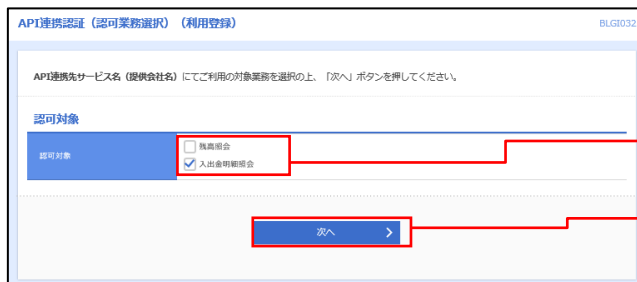 API連携認証（認可業務選択）（利用登録）
BLGI032
API連携先サービス名（提供会社名）にてご利用の対象業務を選択の上、「次へ」ボタンを押してください。
認可対象
認可対象
残高照会
入出金明細照会
次へ